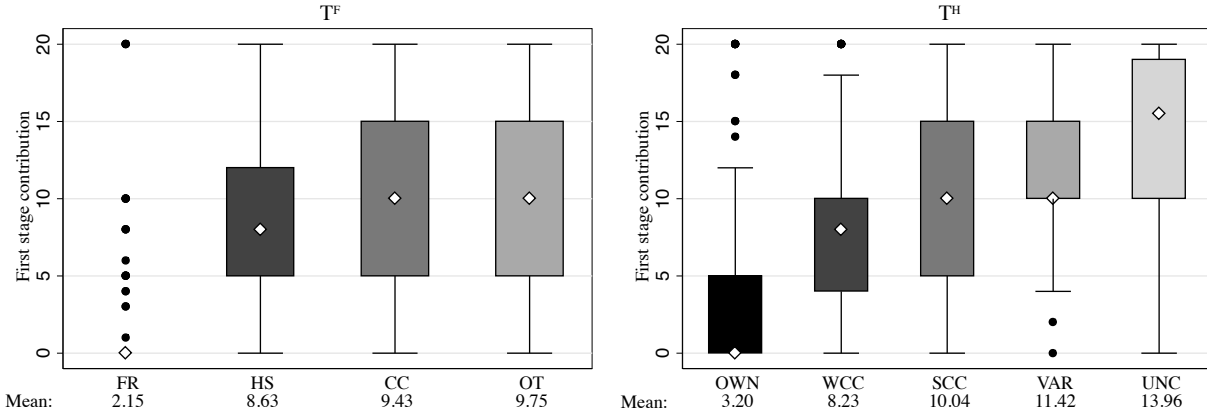 T^F
20
15
10
5
0
First stage contribution
FR HS CC OT
Mean: 2.15 8.63 9.43 9.75
T^H
20
15
10
5
0
First stage contribution
OWN WCC SCC VAR UNC
Mean: 3.20 8.23 10.04 11.42 13.96